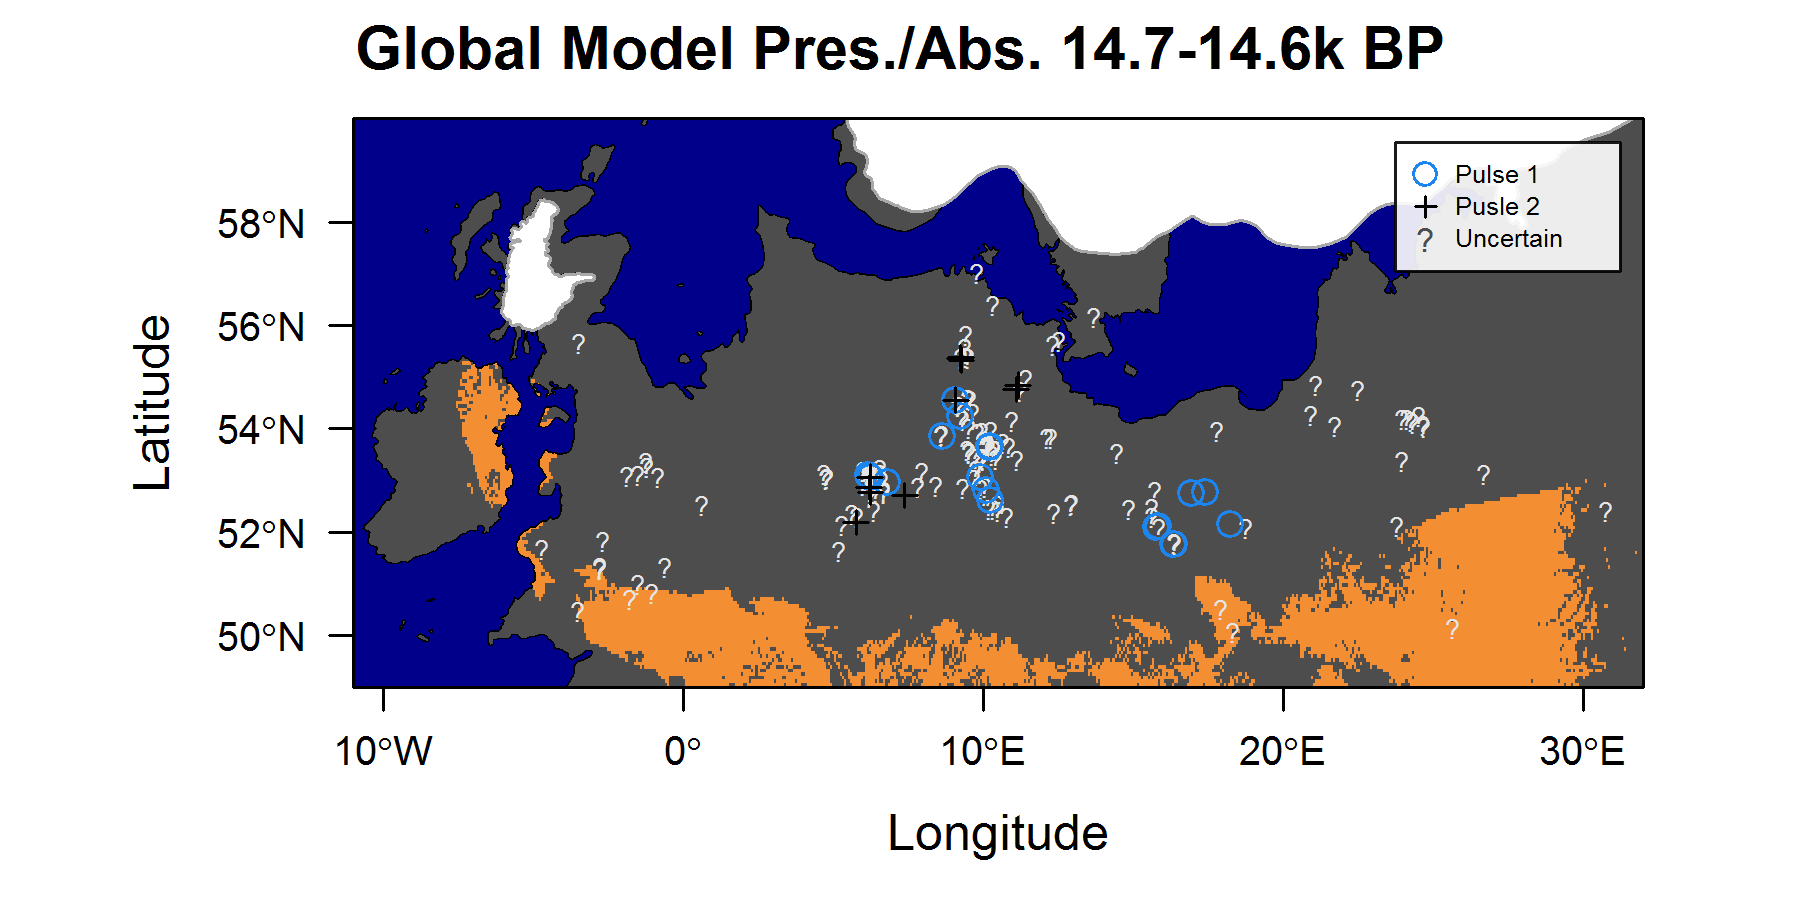 Global Model Pres./Abs. 14.7-14.6k BP
Pulse 1
Pusle 2
? Uncertain
58°N
56°N
54°N
52°N
50°N
Latitude
10°W
0°
10°E
20°E
30°E
Longitude